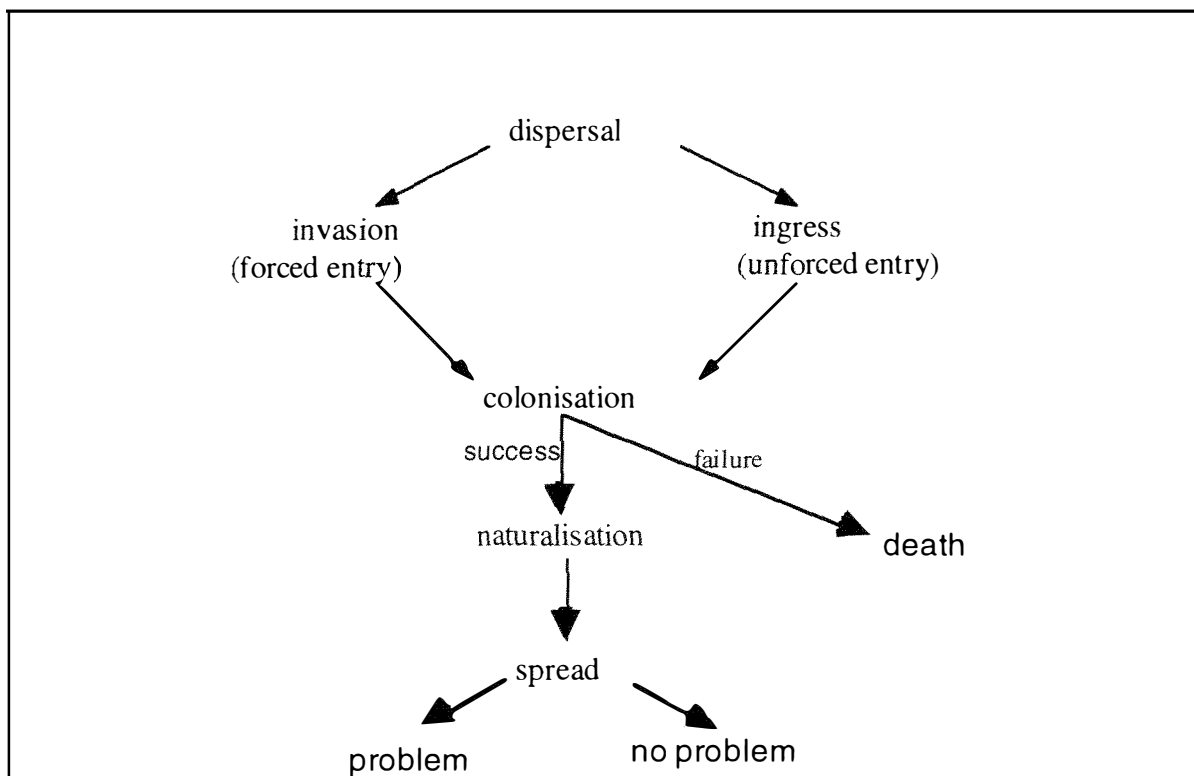 dispersal
invasion
(forced entry)
ingress
(unforced entry)
colonisation
success
failure
naturalisation
death
spread
problem
no problem